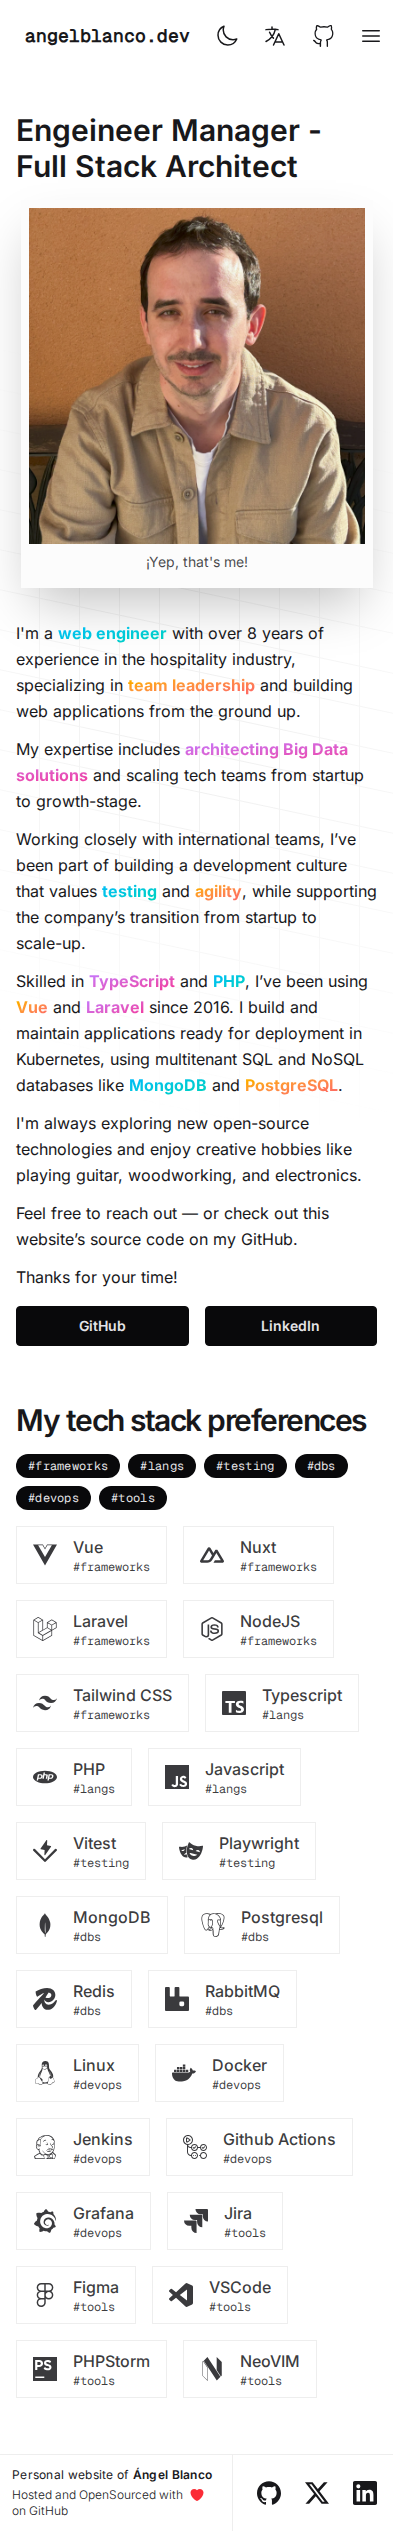 angelblanco.dev
Engeineer Manager -
Full Stack Architect
¡Yep, that's me!
I'm a web engineer with over 8 years of
experience in the hospitality industry,
specializing in team leadership and building
web applications from the ground up.
My expertise includes architecting Big Data
solutions and scaling tech teams from startup
to growth-stage.
Working closely with international teams, I’ve
been part of building a development culture
that values testing and agility, while supporting
the company’s transition from startup to
scale-up.
Skilled in TypeScript and PHP, I’ve been using
Vue and Laravel since 2016. I build and
maintain applications ready for deployment in
Kubernetes, using multitenant SQL and NoSQL
databases like MongoDB and PostgreSQL.
I'm always exploring new open-source
technologies and enjoy creative hobbies like
playing guitar, woodworking, and electronics.
Feel free to reach out — or check out this
website’s source code on my GitHub.
Thanks for your time!
GitHub LinkedIn
My tech stack preferences
#frameworks #langs #testing #dbs
#devops #tools
Vue Nuxt
#frameworks #frameworks
Laravel NodeJS
#frameworks #frameworks
Tailwind CSS TS Typescript
#frameworks #langs
php PHP JS Javascript
#langs #langs
Vitest Playwright
#testing #testing
MongoDB Postgresql
#dbs #dbs
Redis RabbitMQ
#dbs #dbs
Linux Docker
#devops #devops
Jenkins Github Actions
#devops #devops
Grafana Jira
#devops #tools
Figma VSCode
#tools #tools
PS PHPStorm NeoVIM
#tools #tools
Personal website of Ángel Blanco
Hosted and OpenSourced with
on GitHub